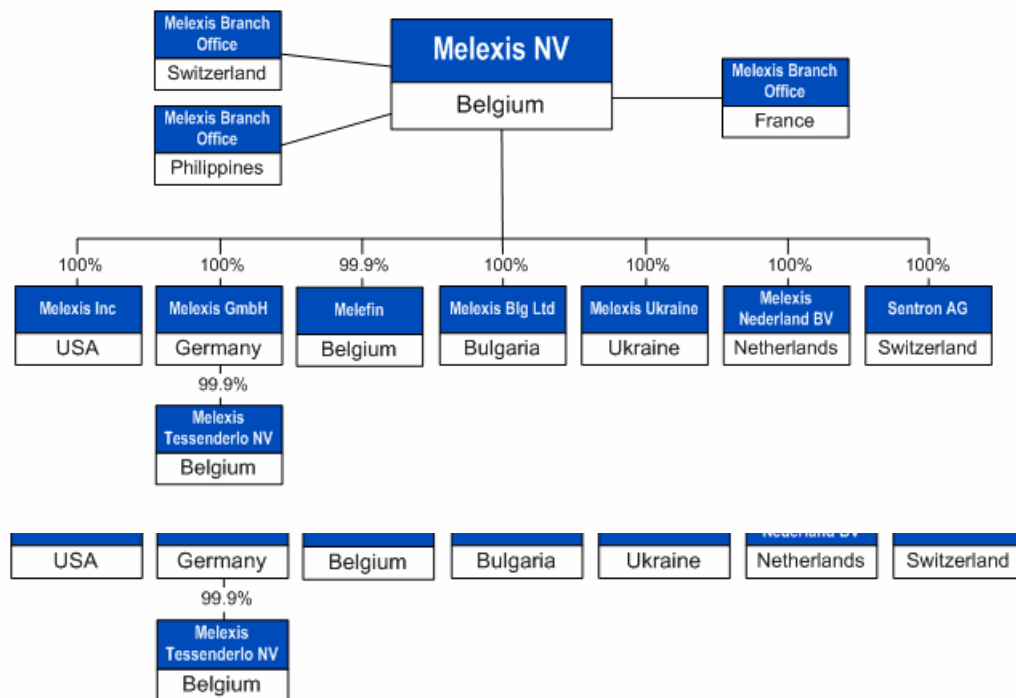 Melexis Branch
Office
Switzerland
Melexis NV
Belgium
Melexis Branch
Office
France
Melexis Branch
Office
Philippines
100%
100%
99.9%
100%
100%
100%
100%
Melexis Inc
USA
Melexis GmbH
Germany
Melefin
Belgium
Melexis Blg Ltd
Bulgaria
Melexis Ukraine
Ukraine
Melexis
Nederland BV
Netherlands
Sentron AG
Switzerland
99.9%
Melexis
Tessenderlo NV
Belgium
USA
Germany
Belgium
Bulgaria
Ukraine
Nederland BV
Netherlands
Switzerland
99.9%
Melexis
Tessenderlo NV
Belgium